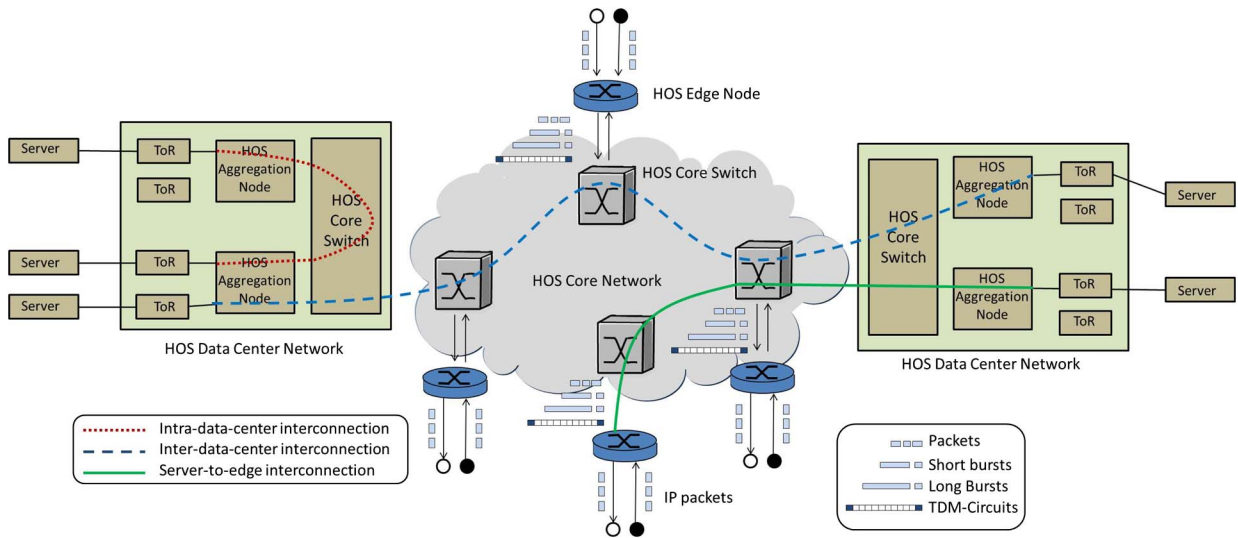 HOS Edge Node
Server
ToR
HOS
Aggregation
Node
ToR
HOS
Core
Switch
Server
ToR
HOS
Aggregation
Node
Server
ToR
HOS Data Center Network
HOS Core Switch
HOS Core Network
HOS
Core
Switch
HOS
Aggregation
Node
ToR
Server
ToR
HOS
Aggregation
Node
ToR
Server
ToR
HOS Data Center Network
Intra-data-center interconnection
Inter-data-center interconnection
Server-to-edge interconnection
IP packets
Packets
Short bursts
Long Bursts
TDM-Circuits